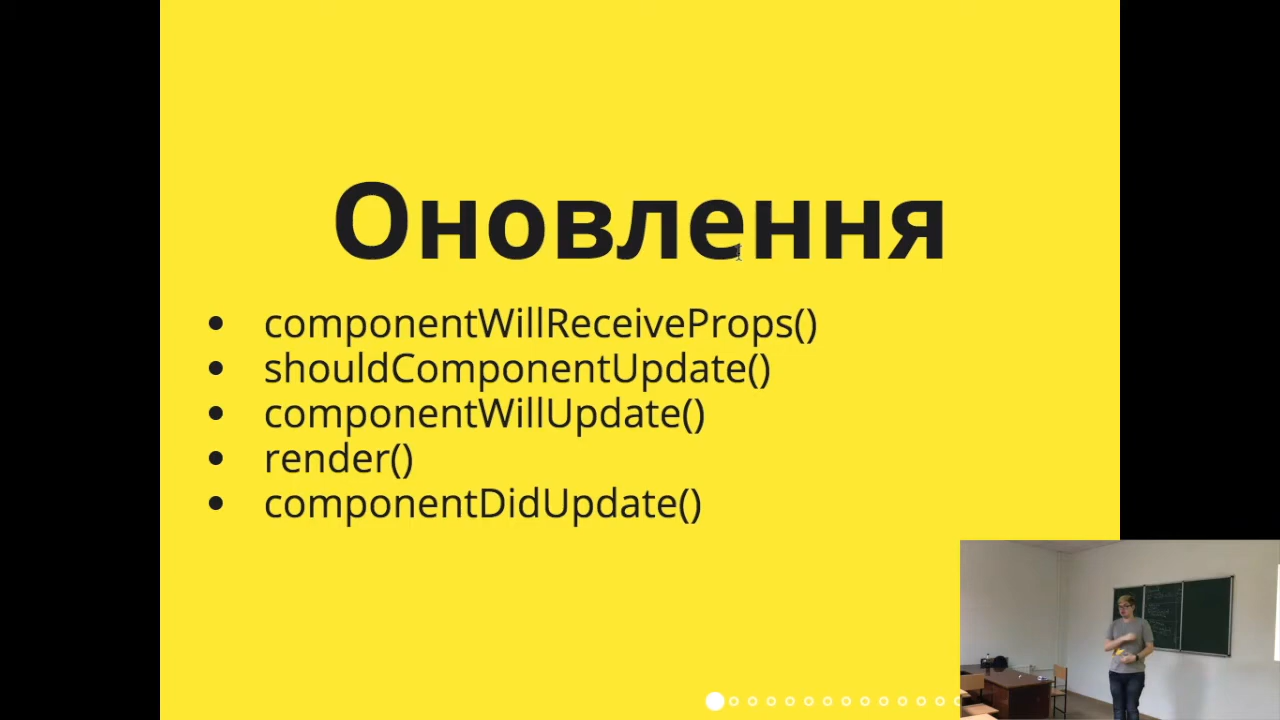 Оновлення
componentWillReceiveProps()
shouldComponentUpdate()
componentWillUpdate()
render()
componentDidUpdate()